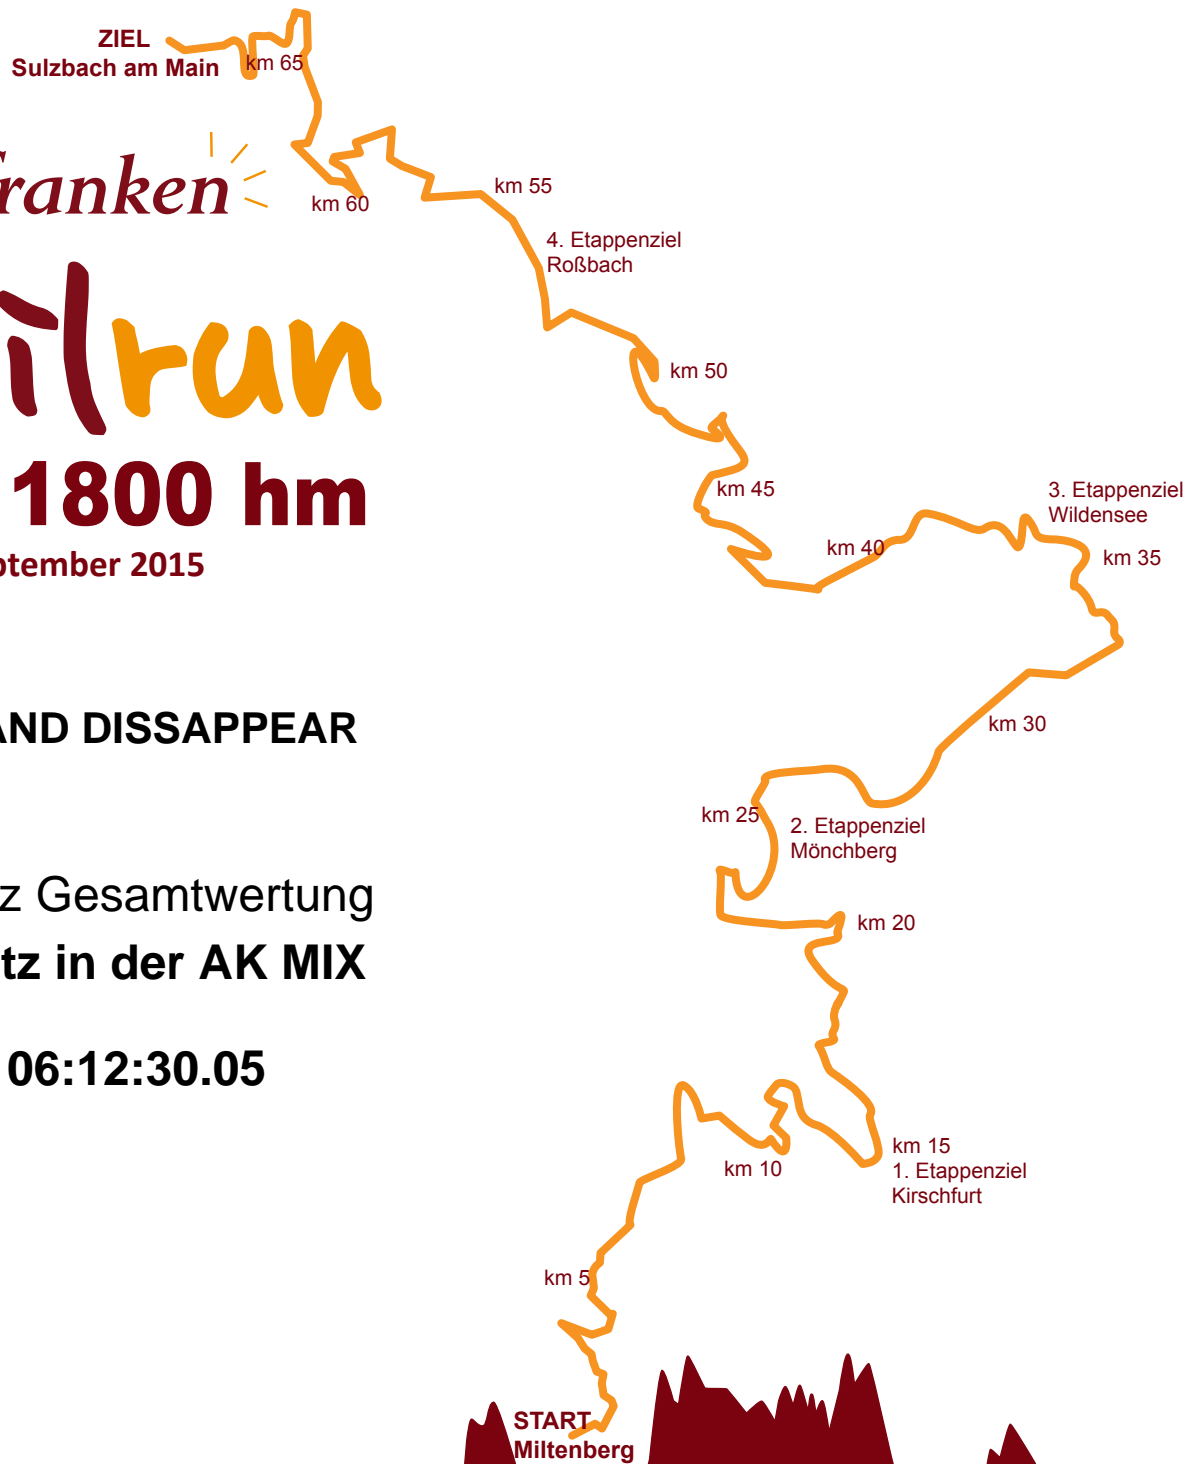 ZIEL
Sulzbach am Main
km 65
ranken
km 60
km 55
4. Etappenziel
Roßbach
ilrun
km 50
1800 hm
km 45
3. Etappenziel
Wildensee
ptember 2015
km 40
km 35
AND DISSAPPEAR
km 30
km 25
2. Etappenziel
Mönchberg
z Gesamtwertung
km 20
tz in der AK MIX
06:12:30.05
km 15
1. Etappenziel
Kirschfurt
km 10
km 5
START
Miltenberg